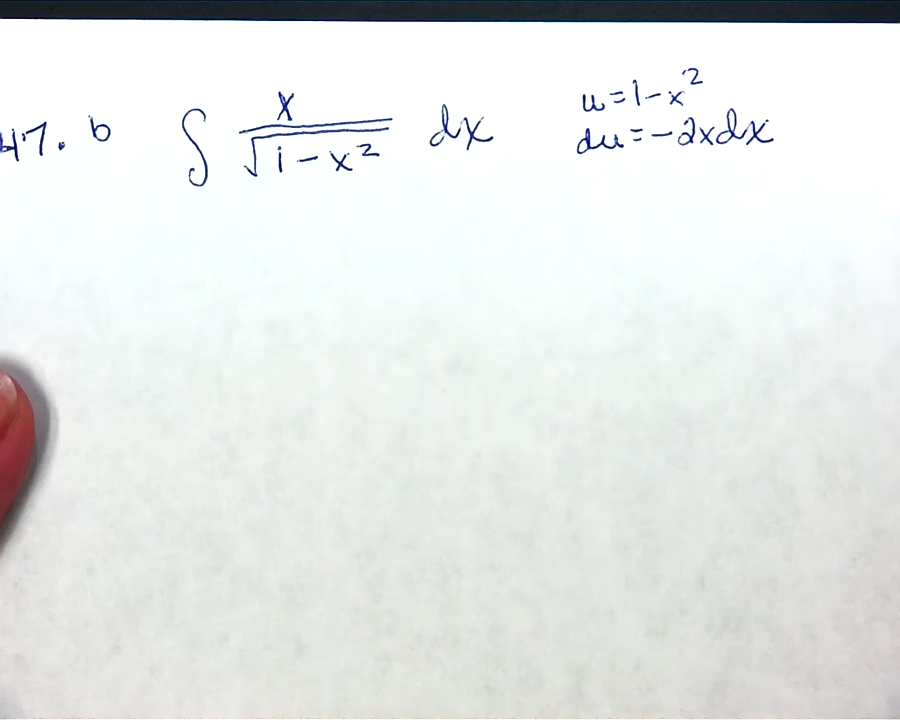 47. b ∫ x/√(1-x²) dx
u=1-x²
du=-2xdx